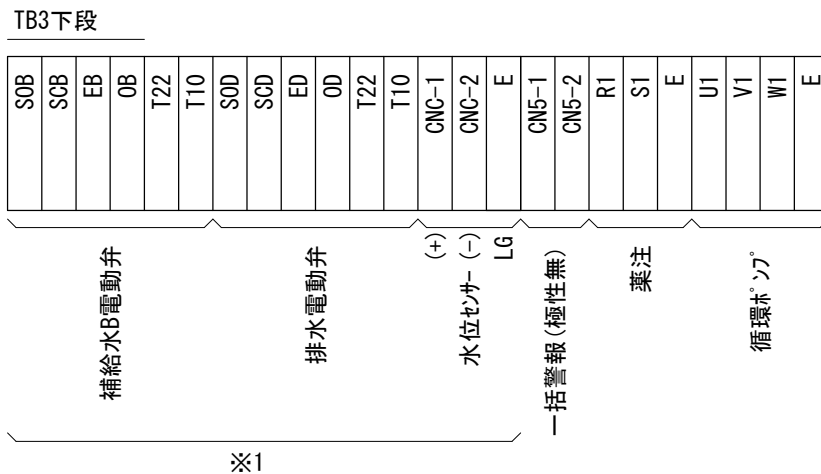 TB3下段
SOB
SCB
EB
OB
T22
T10
SOD
SCD
ED
OD
T22
T10
CNC-1
CNC-2
E
CN5-1
CN5-2
R1
S1
E
U1
V1
W1
E
補給水B電動弁
排水電動弁
(+)
水位ｾﾝｻｰ (-)
LG
一括警報(極性無)
薬注
循環ﾎﾟﾝﾌﾟ
※1